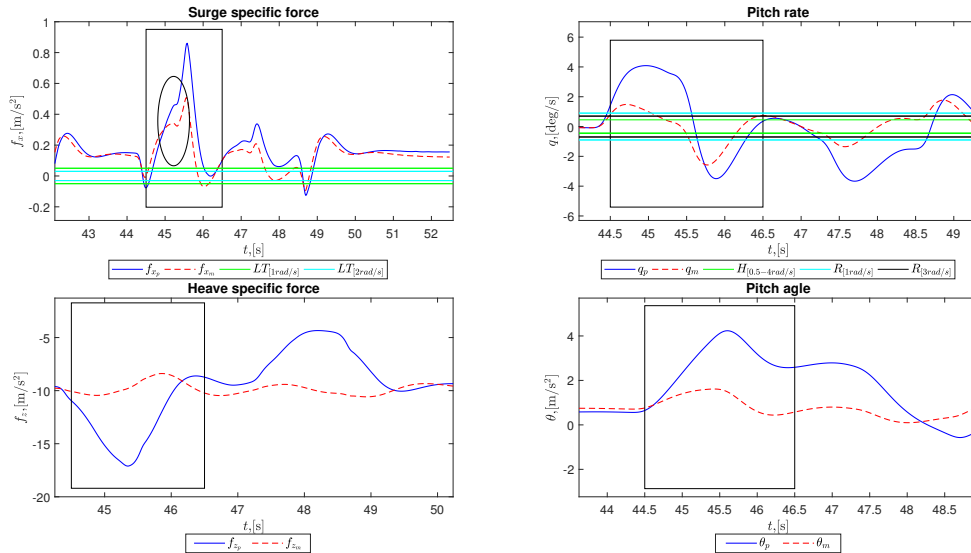 Surge specific force
1
0.8
0.6
0.4
0.2
0
-0.2
f_x,[m/s²]
43 44 45 46 47 48 49 50 51 52
t,[s]
f_{x_p} f_{x_m} LT_{[1rad/s]} LT_{[2rad/s]}
Pitch rate
6
4
2
0
-2
-4
-6
q,[deg/s]
44.5 45 45.5 46 46.5 47 47.5 48 48.5 49
t,[s]
q_p q_m H_{[0.5-4rad/s]} R_{[1rad/s]} R_{[3rad/s]}
Heave specific force
-5
-10
-15
-20
f_z,[m/s²]
45 46 47 48 49 50
t,[s]
f_{z_p} f_{z_m}
Pitch agle
4
2
0
-2
θ,[m/s²]
44 44.5 45 45.5 46 46.5 47 47.5 48 48.5
t,[s]
θ_p θ_m